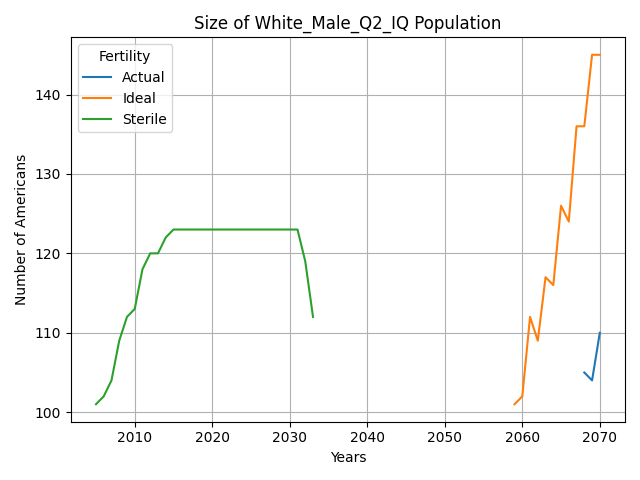 Size of White_Male_Q2_IQ Population
Fertility
Actual
Ideal
Sterile
Number of Americans
140
130
120
110
100
2010 2020 2030 2040 2050 2060 2070
Years